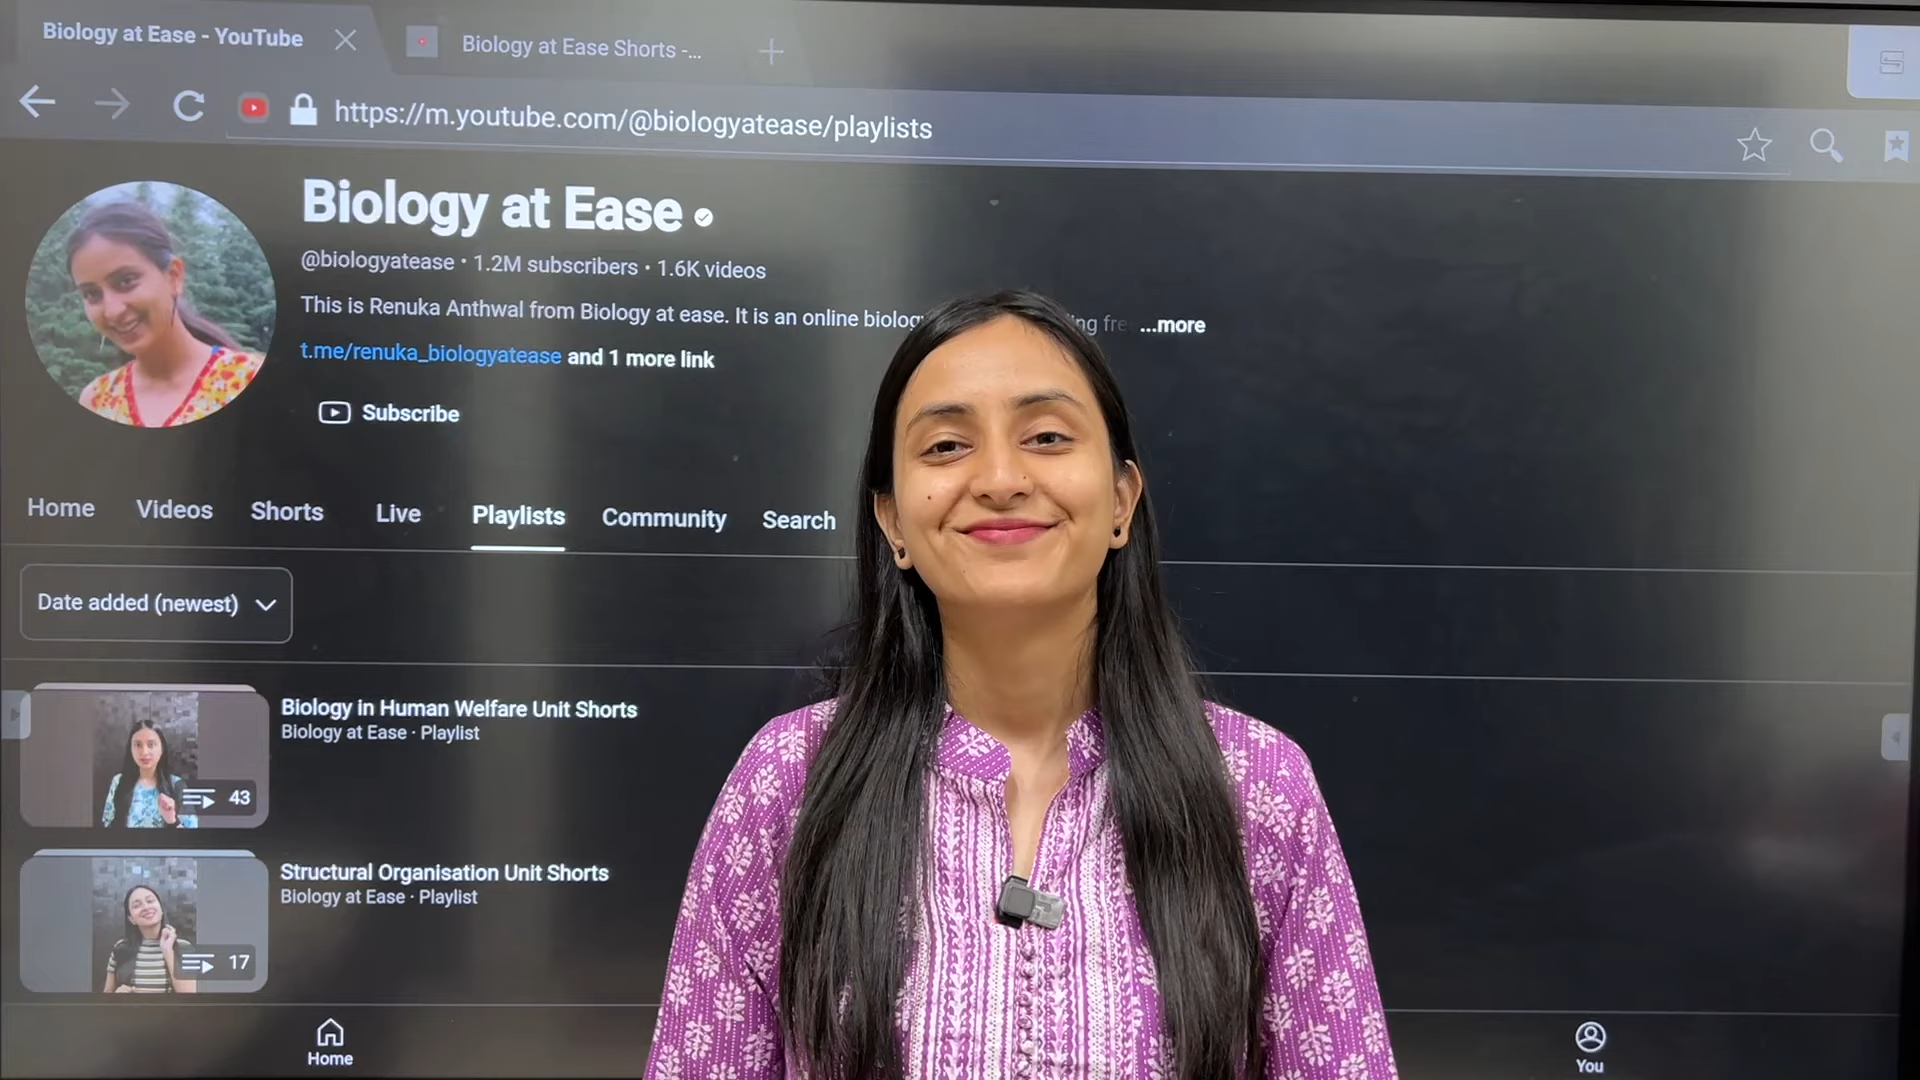 Biology at Ease - YouTube
Biology at Ease Shorts -...
https://m.youtube.com/@biologyatease/playlists
Biology at Ease
@biologyatease • 1.2M subscribers • 1.6K videos
This is Renuka Anthwal from Biology at ease. It is an online ...more
t.me/renuka_biologyatease and 1 more link
Subscribe
Home Videos Shorts Live Playlists Community Search
Date added (newest)
Biology in Human Welfare Unit Shorts
Biology at Ease · Playlist
43
Structural Organisation Unit Shorts
Biology at Ease · Playlist
17
Home
You